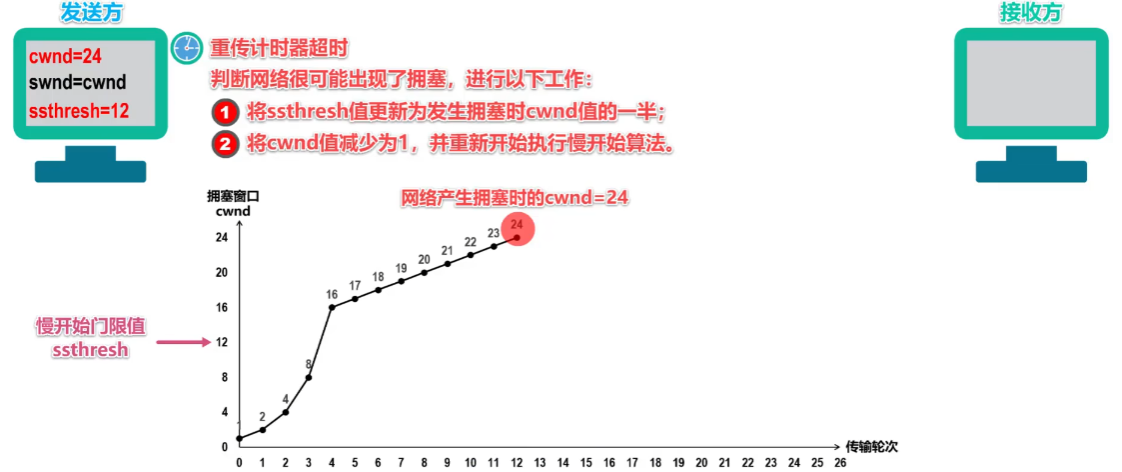 发送方
接收方
cwnd=24
swnd=cwnd
ssthresh=12
重传计时器超时
判断网络很可能出现了拥塞，进行以下工作：
1 将ssthresh值更新为发生拥塞时cwnd值的一半；
2 将cwnd值减少为1，并重新开始执行慢开始算法。
拥塞窗口
cwnd
网络产生拥塞时的cwnd=24
24
20
16
12
8
4
0
慢开始门限值
ssthresh
2
4
8
16
17
18
19
20
21
22
23
24
0 1 2 3 4 5 6 7 8 9 10 11 12 13 14 15 16 17 18 19 20 21 22 23 24 25 26
传输轮次